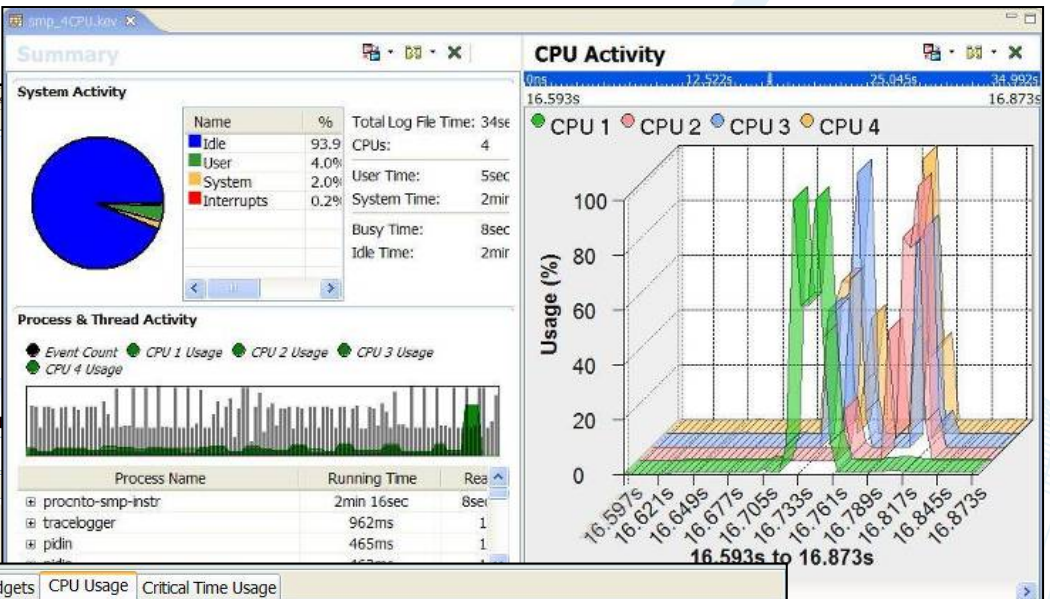 smp_4CPU.kev
Summary
System Activity
Name %
Idle 93.9
User 4.0%
System 2.0%
Interrupts 0.2%
Total Log File Time: 34se
CPUs: 4
User Time: 5sec
System Time: 2min
Busy Time: 8sec
Idle Time: 2min
Process & Thread Activity
Event Count CPU 1 Usage CPU 2 Usage CPU 3 Usage
CPU 4 Usage
Process Name Running Time Rea
procnto-smp-instr 2min 16sec 8sec
tracelogger 962ms 1
pidin 465ms 1
CPU Activity
0ns 12.522s 25.045s 34.992s
16.593s 16.873s
CPU 1 CPU 2 CPU 3 CPU 4
Usage (%)
100
80
60
40
20
0
16.597s 16.621s 16.649s 16.677s 16.705s 16.733s 16.761s 16.789s 16.817s 16.845s 16.873s
16.593s to 16.873s
dgets CPU Usage Critical Time Usage